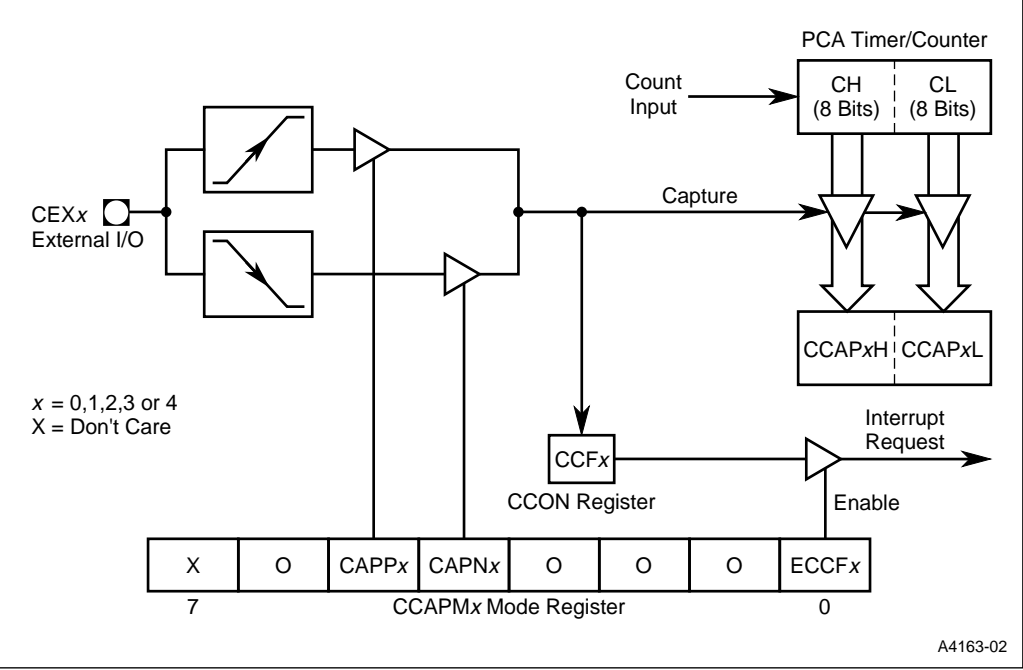 PCA Timer/Counter
Count
Input
CH
(8 Bits)
CL
(8 Bits)
CEXx
External I/O
Capture
CCAPxH
CCAPxL
x = 0,1,2,3 or 4
X = Don't Care
Interrupt
Request
CCFx
CCON Register
Enable
X O CAPPx CAPNx O O O ECCFx
7 CCAPMx Mode Register 0
A4163-02